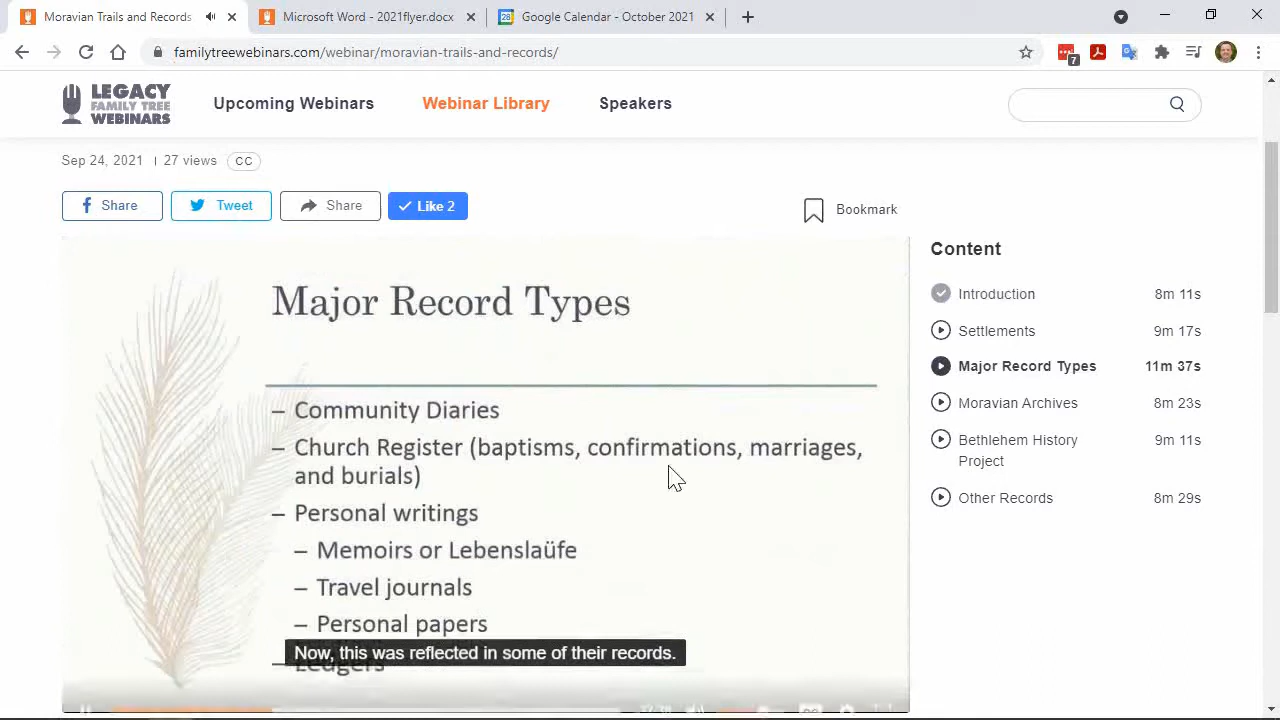 Moravian Trails and Records
Microsoft Word - 2021flyer.docx
Google Calendar - October 2021
familytreewebinars.com/webinar/moravian-trails-and-records/
7
LEGACY
FAMILY TREE
WEBINARS
Upcoming Webinars
Webinar Library
Speakers
Sep 24, 2021 | 27 views CC
Share
Tweet
Share
Like 2
Bookmark
Major Record Types
– Community Diaries
– Church Register (baptisms, confirmations, marriages,
and burials)
– Personal writings
– Memoirs or Lebenslaüfe
– Travel journals
– Personal papers
– Ledgers
Now, this was reflected in some of their records.
Content
Introduction 8m 11s
Settlements 9m 17s
Major Record Types 11m 37s
Moravian Archives 8m 23s
Bethlehem History
Project 9m 11s
Other Records 8m 29s